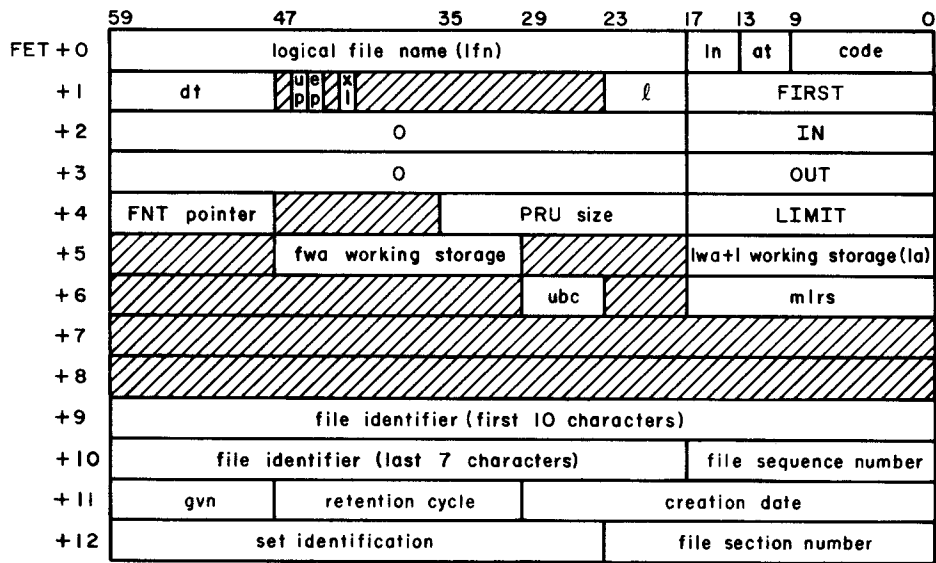 59 47 35 29 23 17 13 9 0
FET +0 logical file name (lfn) ln at code
+1 dt up ep xl ℓ FIRST
+2 0 IN
+3 0 OUT
+4 FNT pointer PRU size LIMIT
+5 fwa working storage lwa+1 working storage(la)
+6 ubc mlrs
+7
+8
+9 file identifier (first 10 characters)
+10 file identifier (last 7 characters) file sequence number
+11 gvn retention cycle creation date
+12 set identification file section number